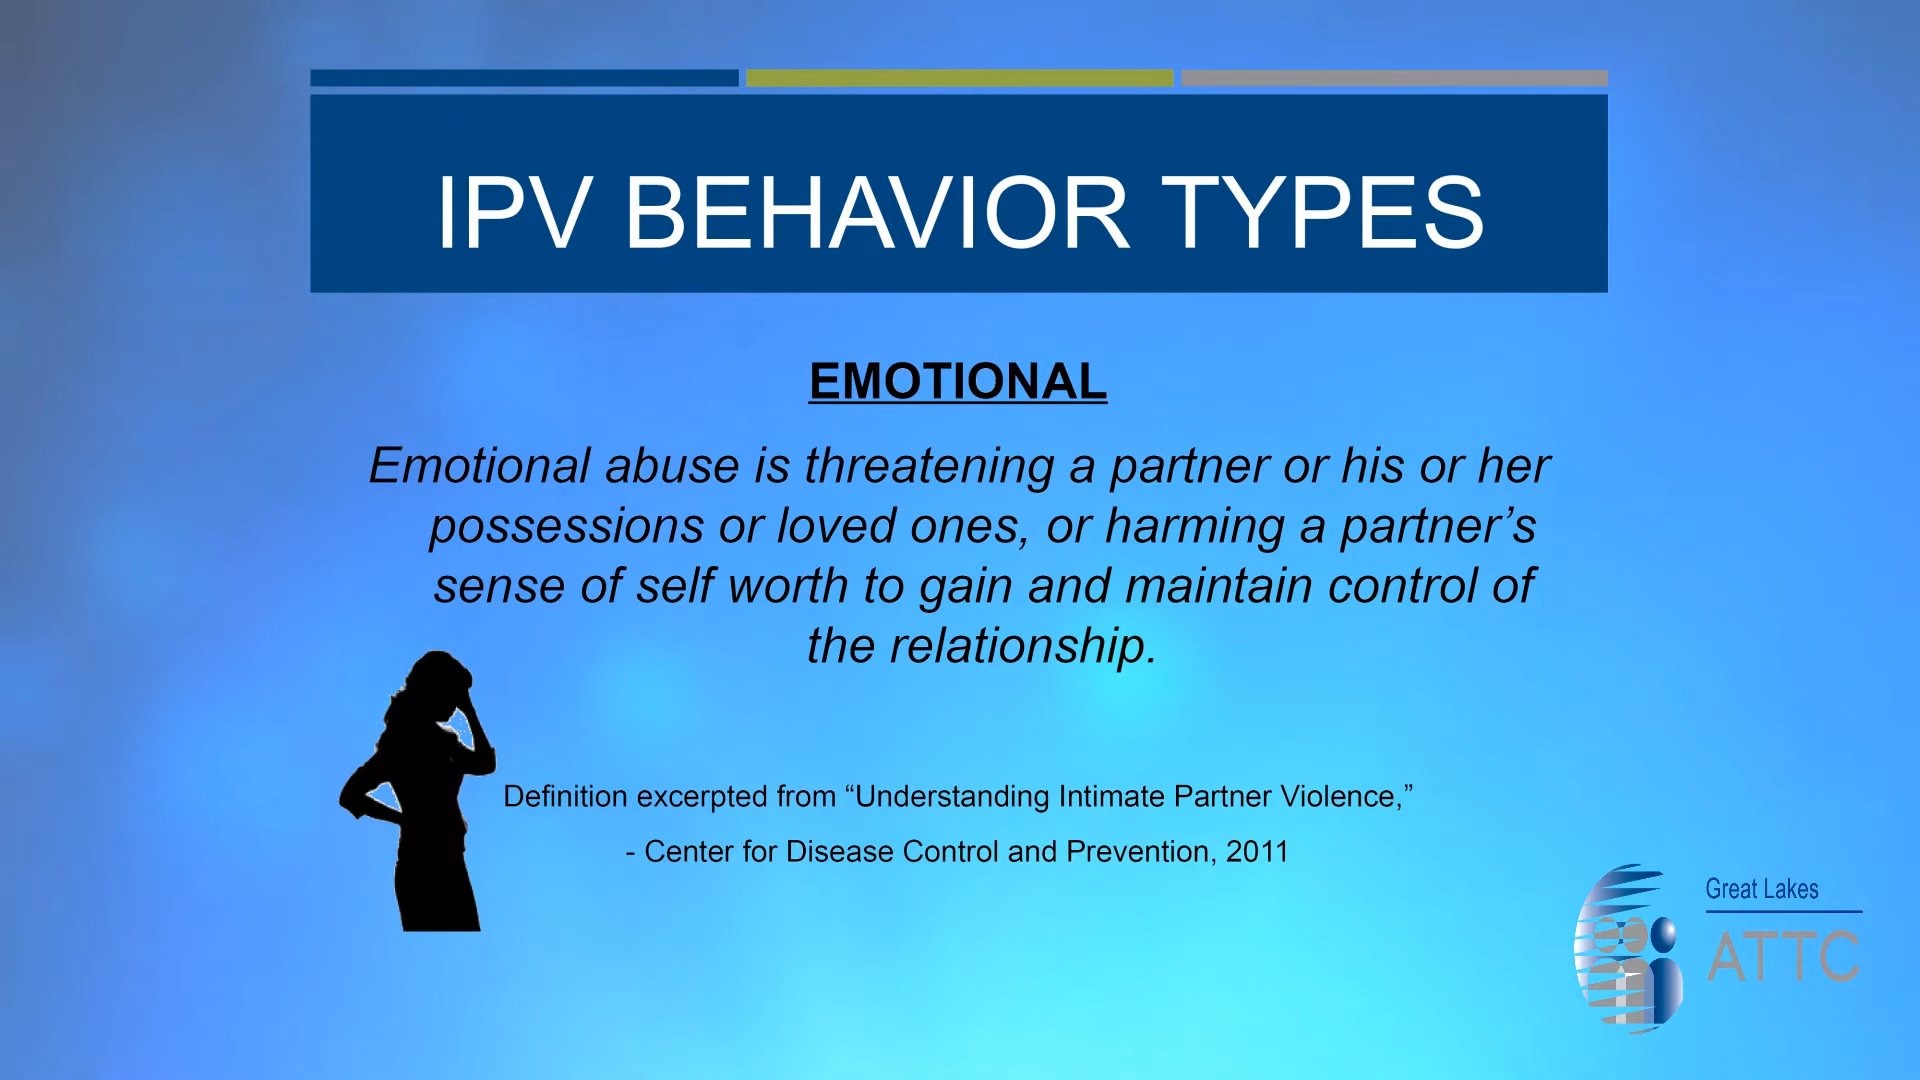 IPV BEHAVIOR TYPES
EMOTIONAL
Emotional abuse is threatening a partner or his or her
possessions or loved ones, or harming a partner’s
sense of self worth to gain and maintain control of
the relationship.
Definition excerpted from “Understanding Intimate Partner Violence,”
- Center for Disease Control and Prevention, 2011
Great Lakes
ATTC